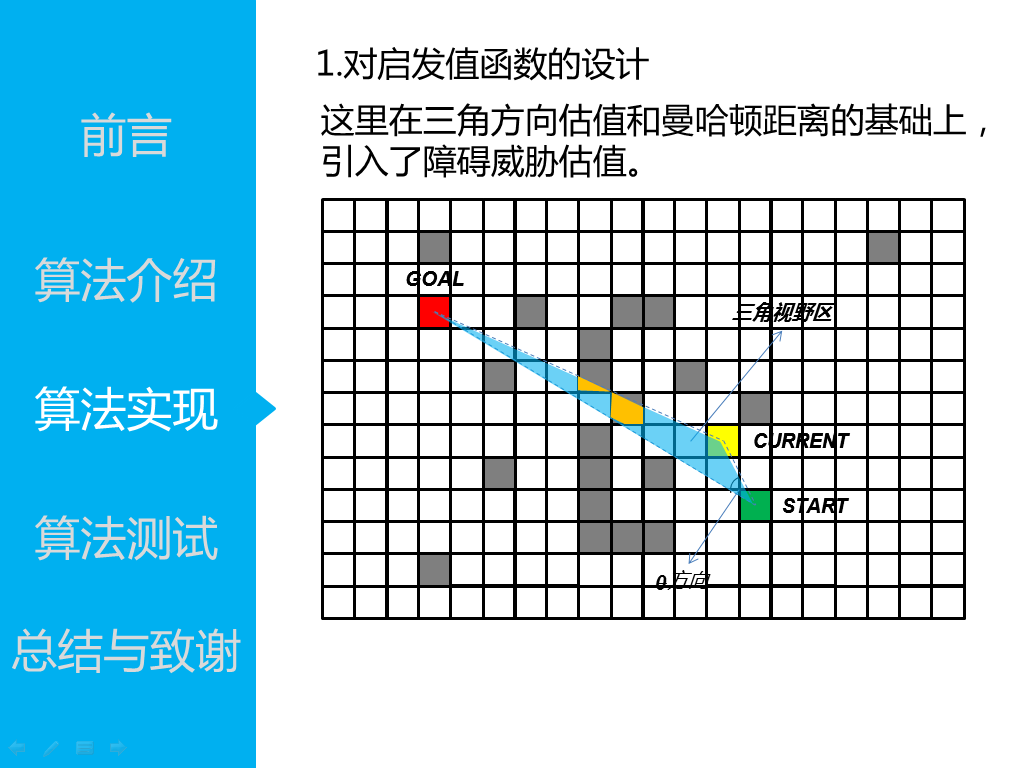 前言
算法介绍
算法实现
算法测试
总结与致谢
1.对启发值函数的设计
这里在三角方向估值和曼哈顿距离的基础上，
引入了障碍威胁估值。
GOAL
三角视野区
CURRENT
START
θ方向